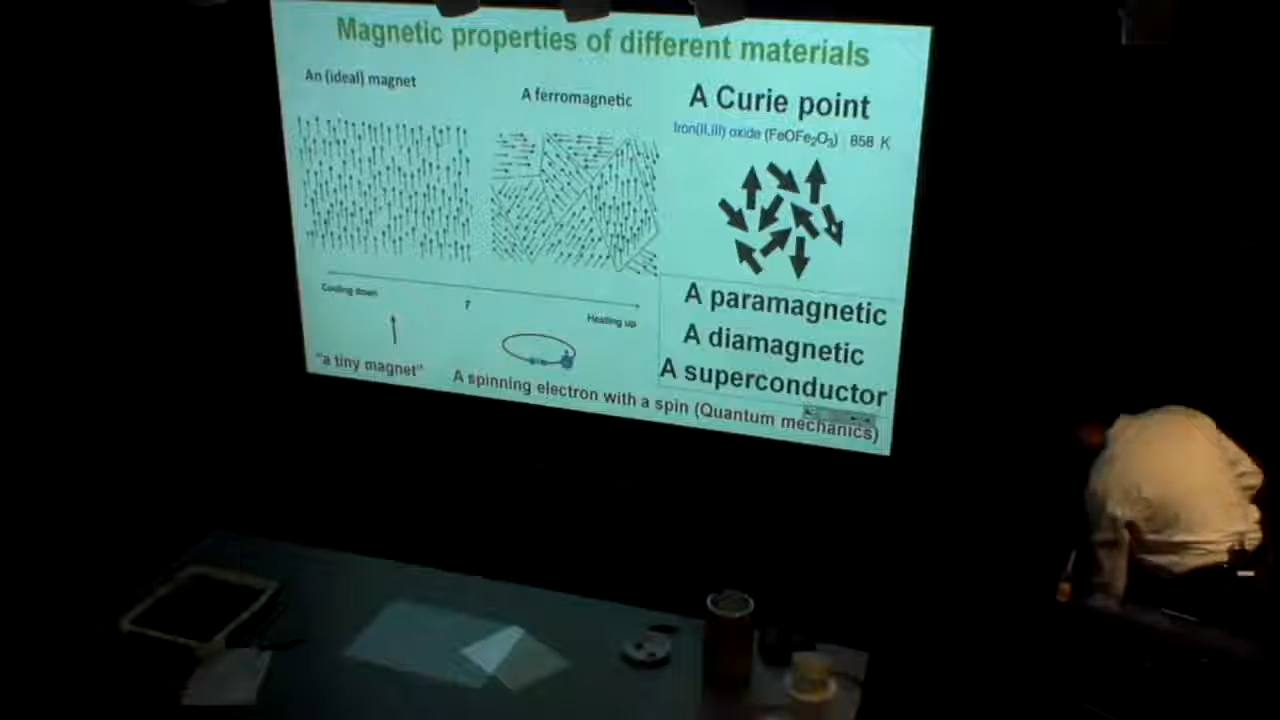 Magnetic properties of different materials
An (ideal) magnet
A ferromagnetic
A Curie point
Iron(II,III) oxide (FeOFe₂O₃) 858 K
Cooling down
T
Heating up
"a tiny magnet"
A spinning electron with a spin (Quantum mechanics)
A paramagnetic
A diamagnetic
A superconductor